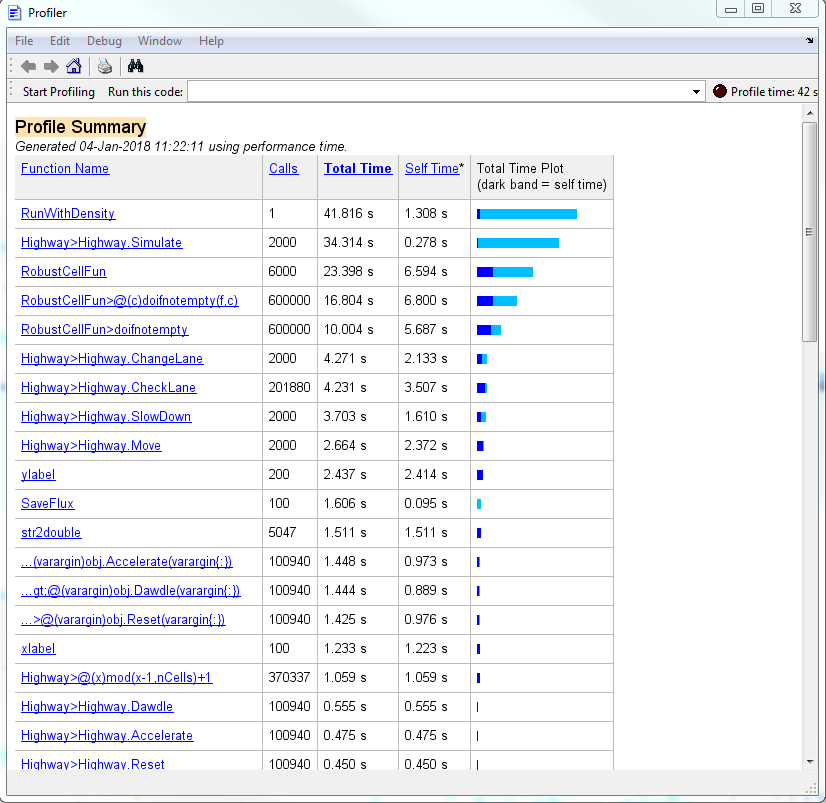 Profiler
File Edit Debug Window Help
Start Profiling Run this code: Profile time: 42 s
Profile Summary
Generated 04-Jan-2018 11:22:11 using performance time.
Function Name Calls Total Time Self Time* Total Time Plot
(dark band = self time)
RunWithDensity 1 41.816 s 1.308 s
Highway>Highway.Simulate 2000 34.314 s 0.278 s
RobustCellFun 6000 23.398 s 6.594 s
RobustCellFun>@(c)doifnotempty(f,c) 600000 16.804 s 6.800 s
RobustCellFun>doifnotempty 600000 10.004 s 5.687 s
Highway>Highway.ChangeLane 2000 4.271 s 2.133 s
Highway>Highway.CheckLane 201880 4.231 s 3.507 s
Highway>Highway.SlowDown 2000 3.703 s 1.610 s
Highway>Highway.Move 2000 2.664 s 2.372 s
ylabel 200 2.437 s 2.414 s
SaveFlux 100 1.606 s 0.095 s
str2double 5047 1.511 s 1.511 s
...(varargin)obj.Accelerate(varargin{:}) 100940 1.448 s 0.973 s
...gt;@(varargin)obj.Dawdle(varargin{:}) 100940 1.444 s 0.889 s
...>@(varargin)obj.Reset(varargin{:}) 100940 1.425 s 0.976 s
xlabel 100 1.233 s 1.223 s
Highway>@(x)mod(x-1,nCells)+1 370337 1.059 s 1.059 s
Highway>Highway.Dawdle 100940 0.555 s 0.555 s
Highway>Highway.Accelerate 100940 0.475 s 0.475 s
Highway>Highway.Reset 100940 0.450 s 0.450 s